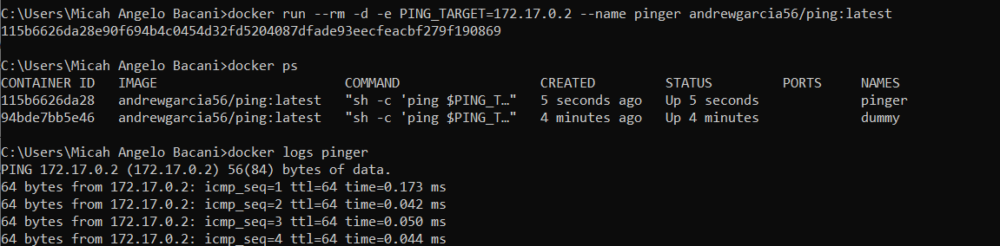 C:\Users\Micah Angelo Bacani>docker run --rm -d -e PING_TARGET=172.17.0.2 --name pinger andrewgarcia56/ping:latest
115b6626da28e90f694b4c0454d32fd5204087dfade93eecfeacbf279f190869
C:\Users\Micah Angelo Bacani>docker ps
CONTAINER ID   IMAGE                        COMMAND                  CREATED         STATUS         PORTS     NAMES
115b6626da28   andrewgarcia56/ping:latest   "sh -c 'ping $PING_T…"   5 seconds ago   Up 5 seconds             pinger
94bde7bb5e46   andrewgarcia56/ping:latest   "sh -c 'ping $PING_T…"   4 minutes ago   Up 4 minutes             dummy
C:\Users\Micah Angelo Bacani>docker logs pinger
PING 172.17.0.2 (172.17.0.2) 56(84) bytes of data.
64 bytes from 172.17.0.2: icmp_seq=1 ttl=64 time=0.173 ms
64 bytes from 172.17.0.2: icmp_seq=2 ttl=64 time=0.042 ms
64 bytes from 172.17.0.2: icmp_seq=3 ttl=64 time=0.050 ms
64 bytes from 172.17.0.2: icmp_seq=4 ttl=64 time=0.044 ms